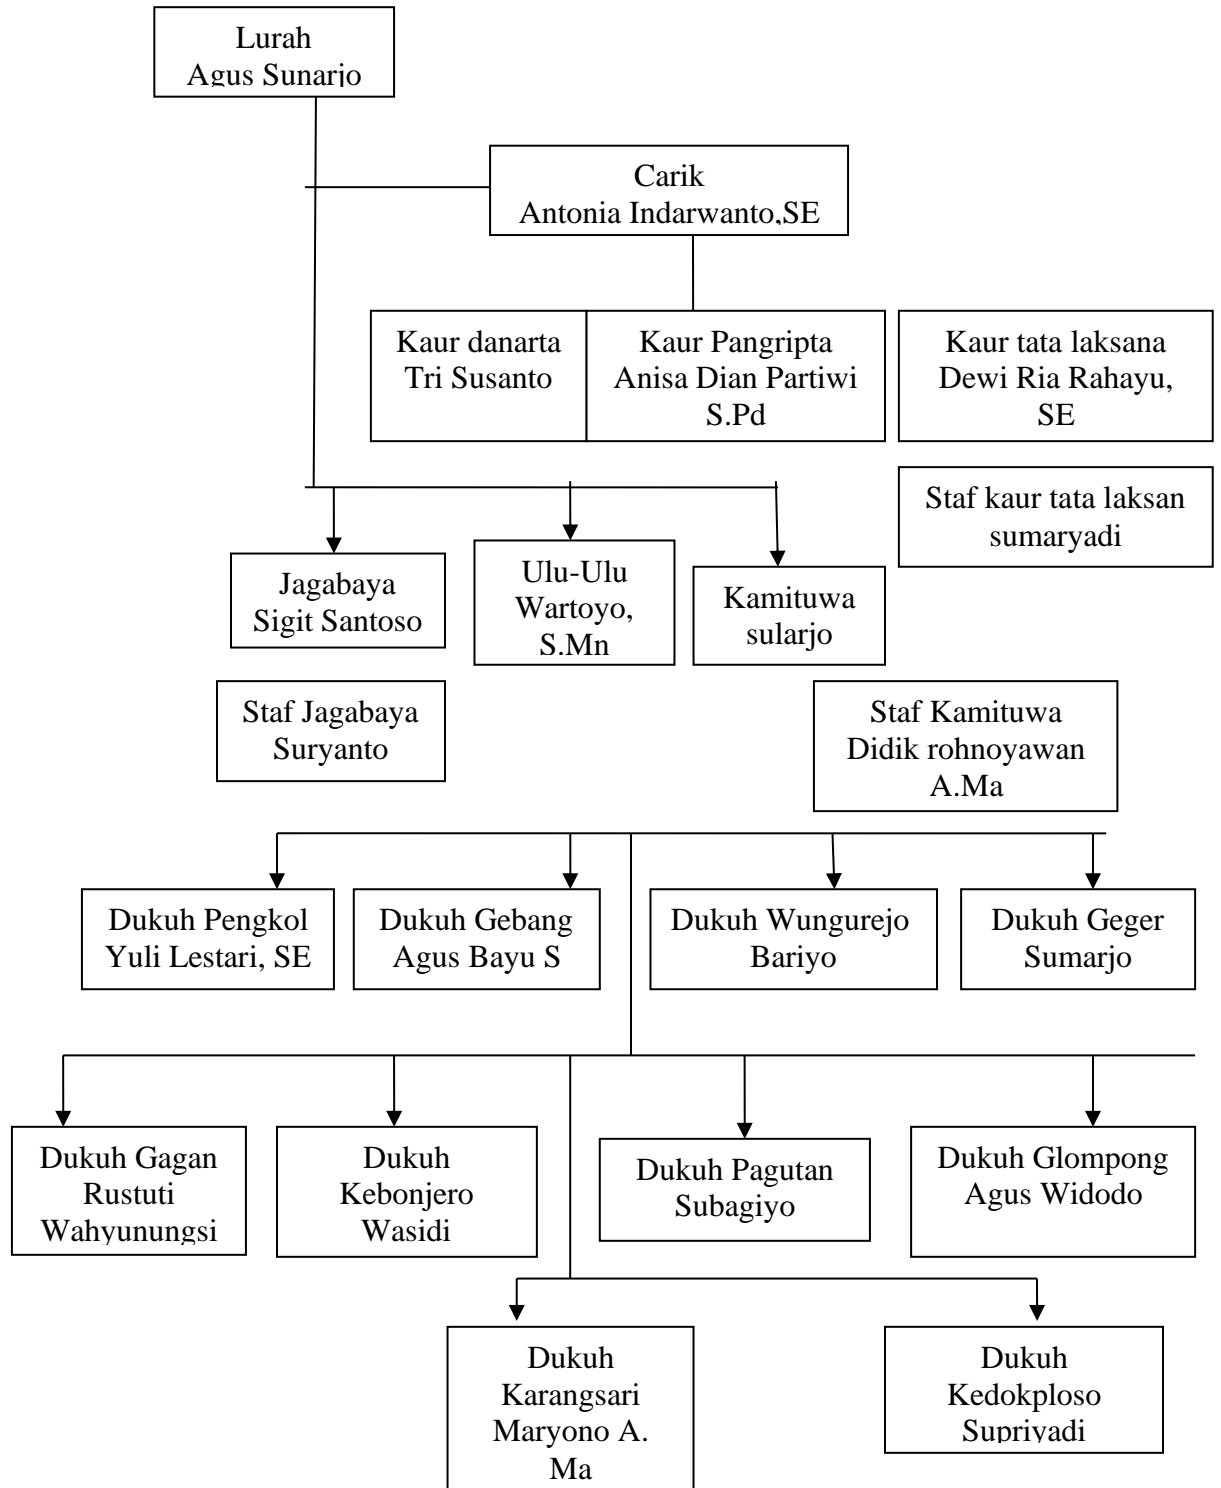 Lurah
Agus Sunarjo
Carik
Antonia Indarwanto,SE
Kaur danarta
Tri Susanto
Kaur Pangripta
Anisa Dian Partiwi
S.Pd
Kaur tata laksana
Dewi Ria Rahayu,
SE
Staf kaur tata laksan
sumaryadi
Jagabaya
Sigit Santoso
Ulu-Ulu
Wartoyo,
S.Mn
Kamituwa
sularjo
Staf Jagabaya
Suryanto
Staf Kamituwa
Didik rohnoyawan
A.Ma
Dukuh Pengkol
Yuli Lestari, SE
Dukuh Gebang
Agus Bayu S
Dukuh Wungurejo
Bariyo
Dukuh Geger
Sumarjo
Dukuh Gagan
Rustuti
Wahyunungsi
Dukuh
Kebonjero
Wasidi
Dukuh Pagutan
Subagiyo
Dukuh Glompong
Agus Widodo
Dukuh
Karangsari
Maryono A.
Ma
Dukuh
Kedokploso
Supriyadi